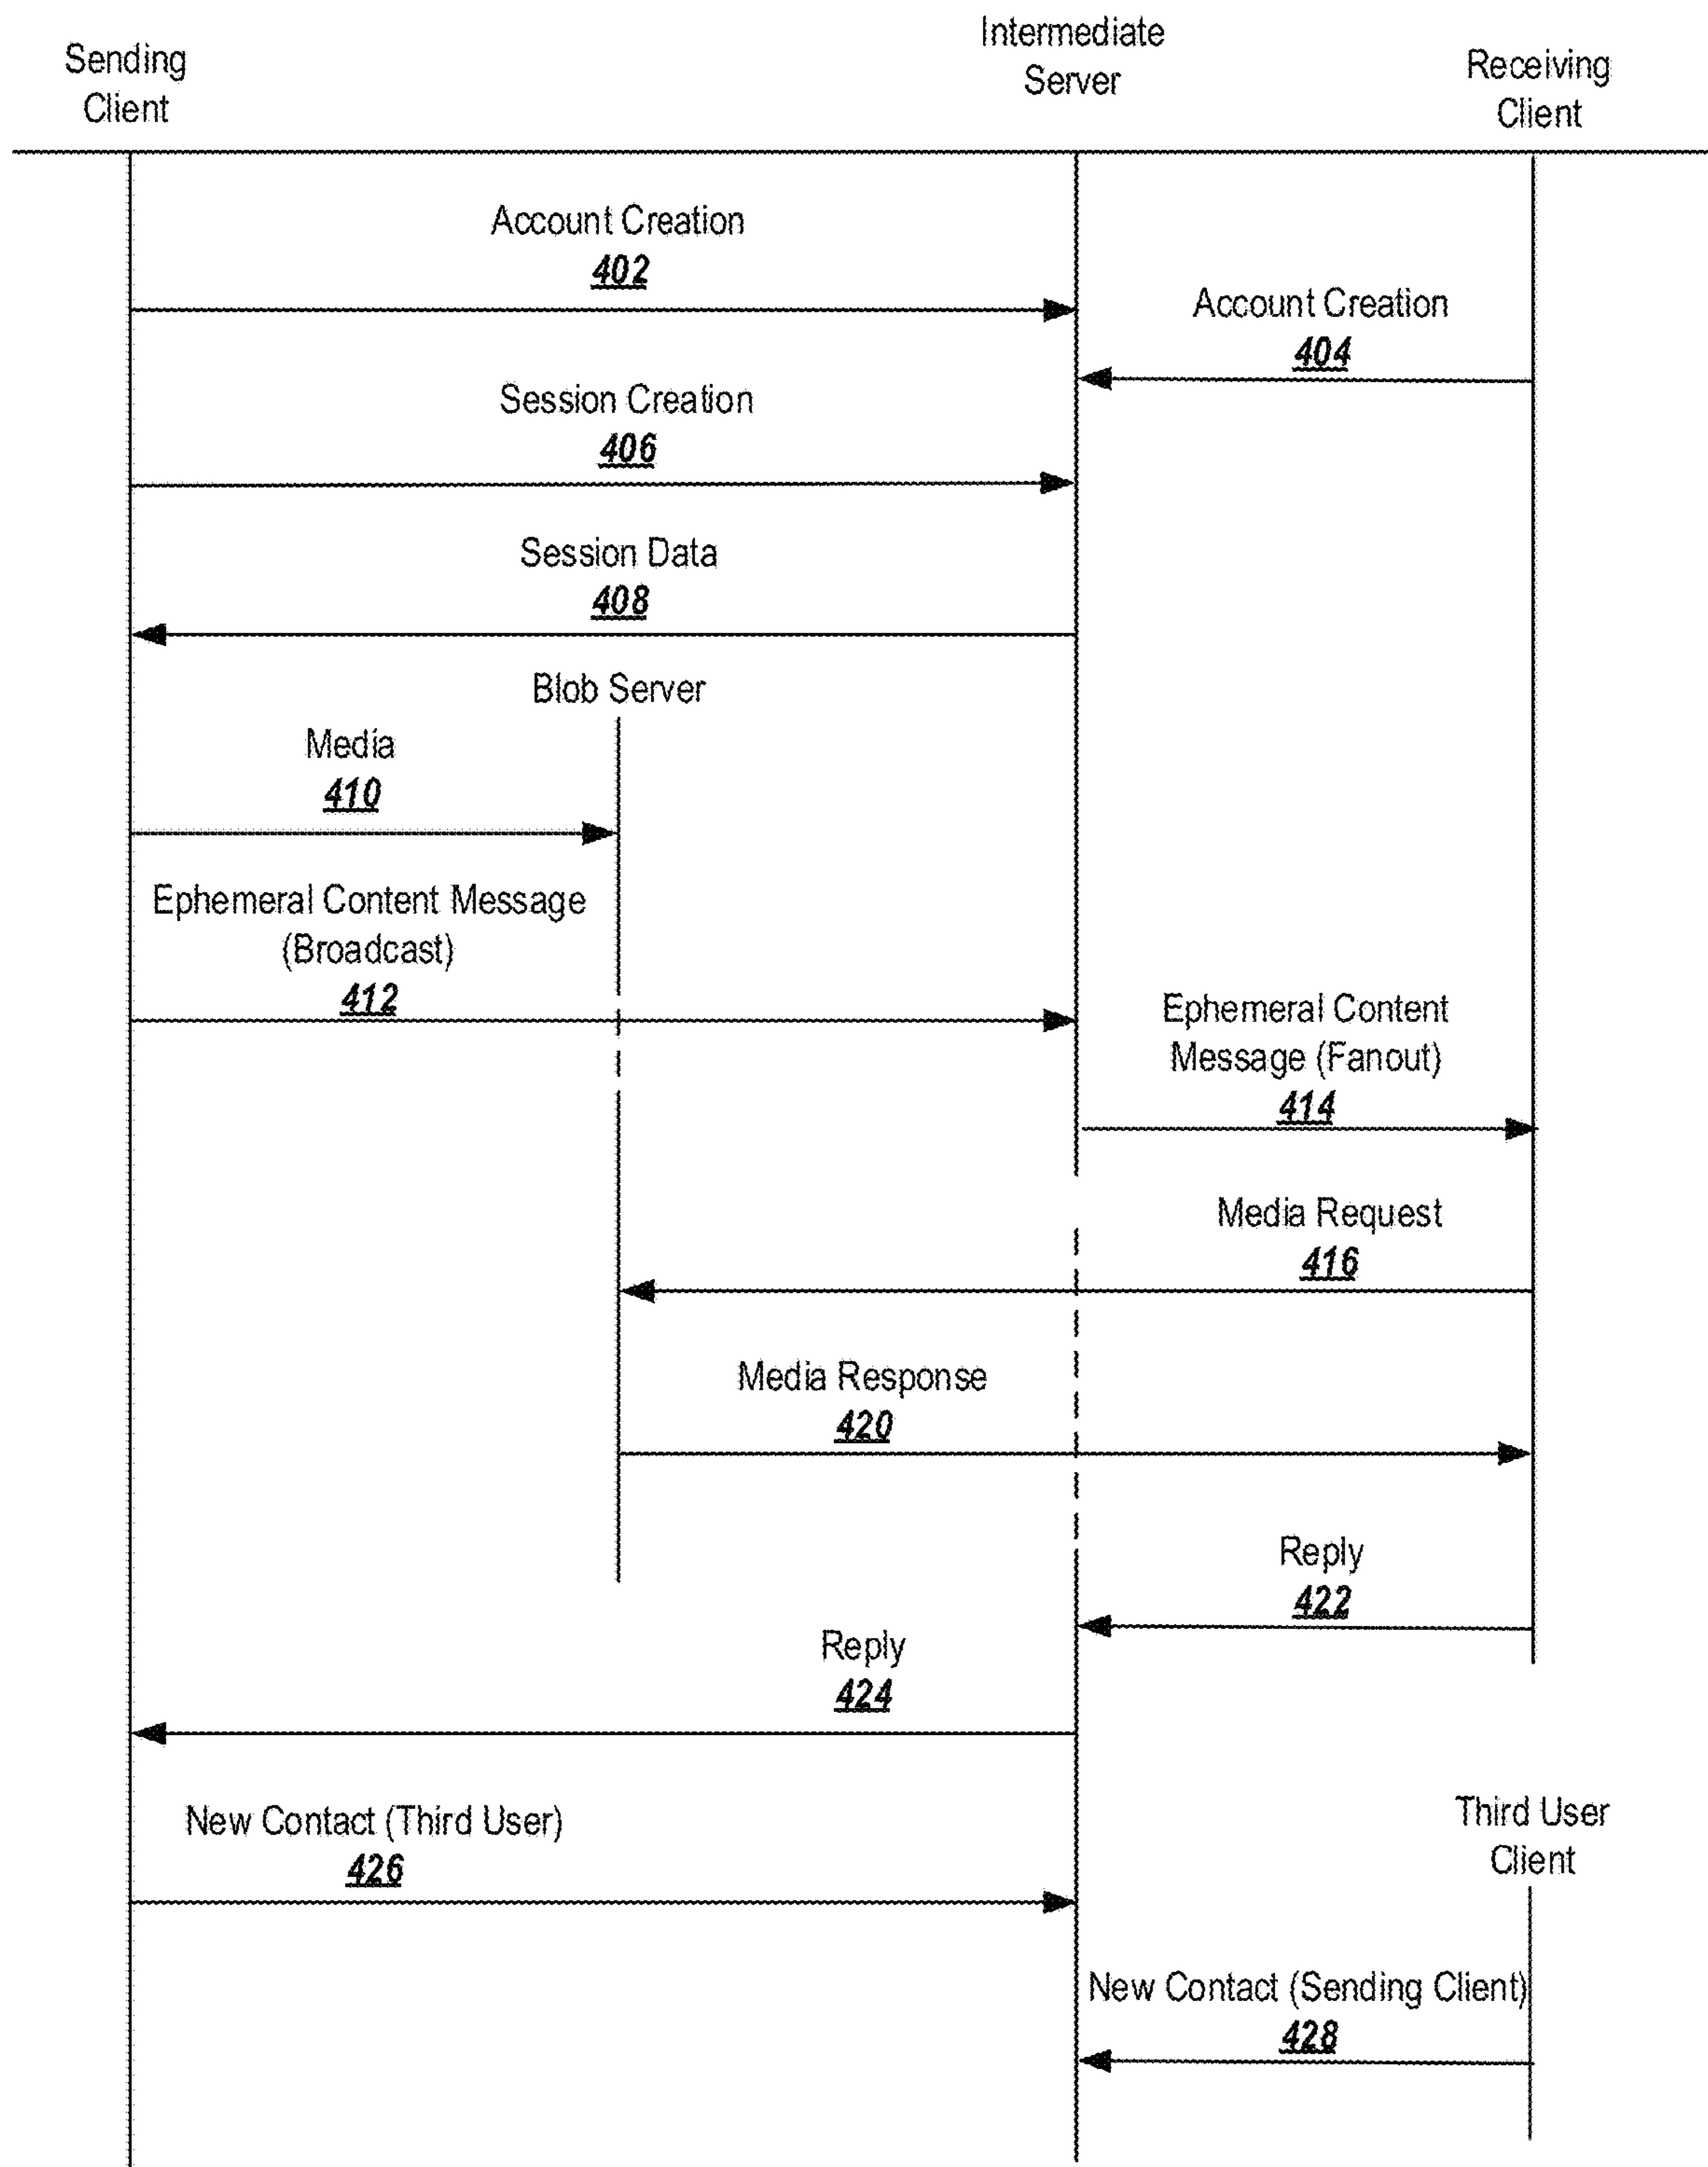 Sending
Client
Intermediate
Server
Receiving
Client
Account Creation
402
Account Creation
404
Session Creation
406
Session Data
408
Blob Server
Media
410
Ephemeral Content Message
(Broadcast)
412
Ephemeral Content
Message (Fanout)
414
Media Request
416
Media Response
420
Reply
422
Reply
424
New Contact (Third User)
426
Third User
Client
New Contact (Sending Client)
428